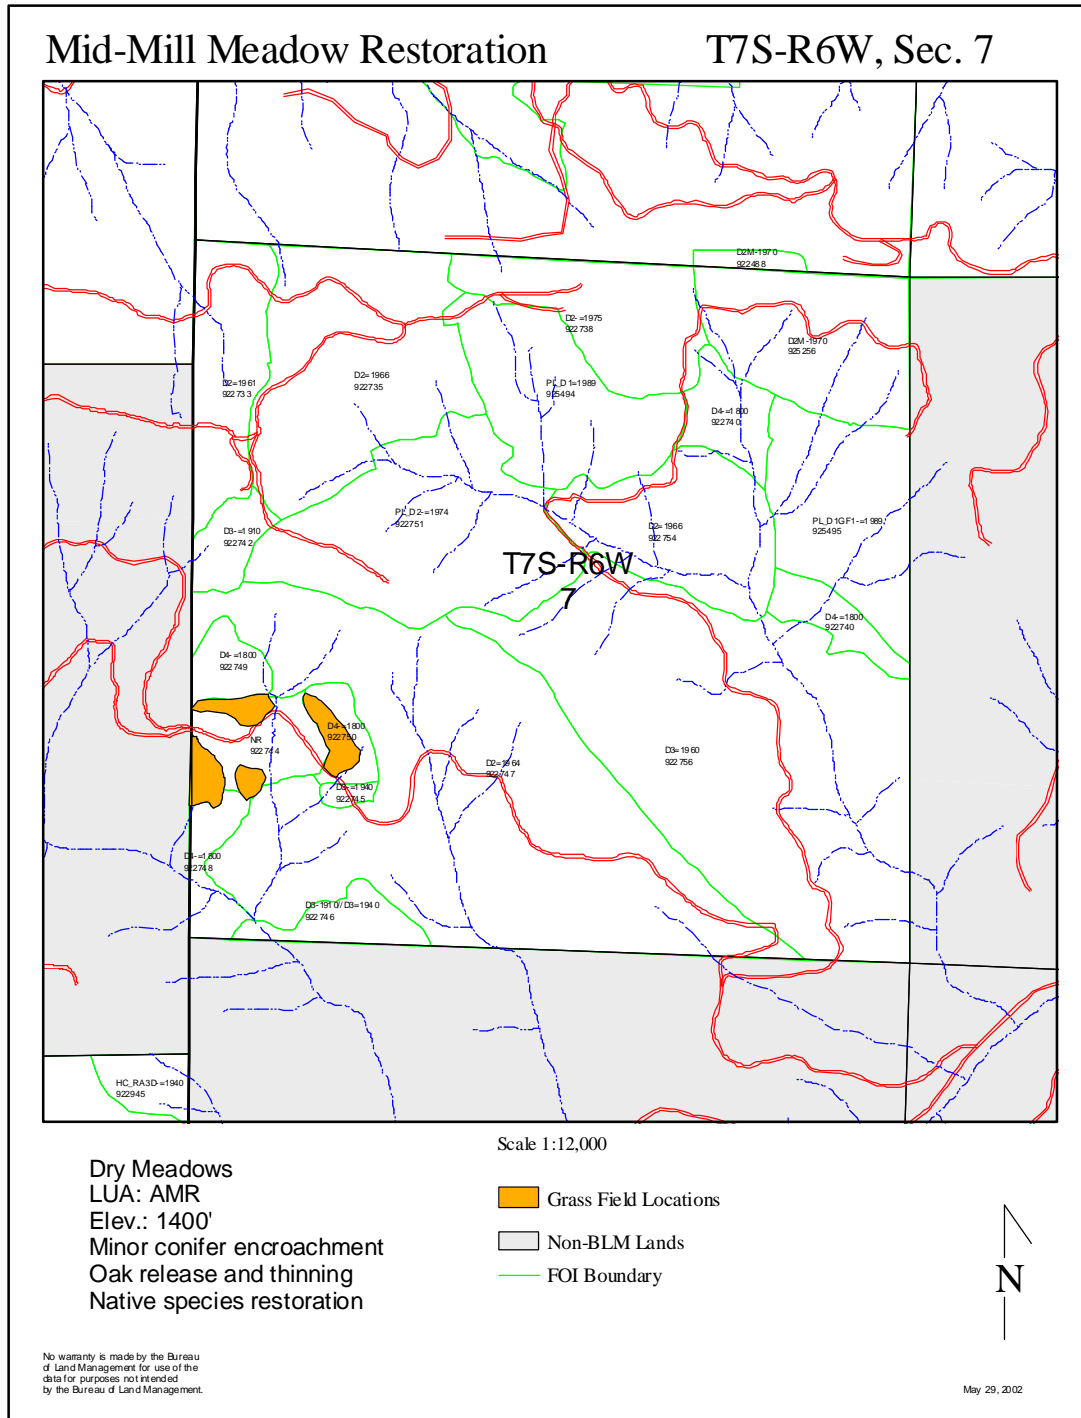 Mid-Mill Meadow Restoration
T7S-R6W, Sec. 7
D2M-1970
922488
D2-=1975
922738
D2M-1970
925256
D2=1961
922733
D2=1966
922735
PL_D1=1989
925494
D4-=1800
922740
D3-=1910
922742
PL_D2-=1974
922751
D2=1966
922754
PL_D1GF1-=1989
925495
T7S-R6W
7
D4-=1800
922740
D4-=1800
922749
D4-=1800
922750
NR
922744
D3=1960
922756
D2=1964
922747
D3-=1940
922745
D4-=1800
922748
D3-1910//D3=1940
922746
HC_RA3D-=1940
922945
Scale 1:12,000
Dry Meadows
LUA: AMR
Elev.: 1400'
Minor conifer encroachment
Oak release and thinning
Native species restoration
Grass Field Locations
Non-BLM Lands
FOI Boundary
N
No warranty is made by the Bureau
of Land Management for use of the
data for purposes not intended
by the Bureau of Land Management.
May 29, 2002